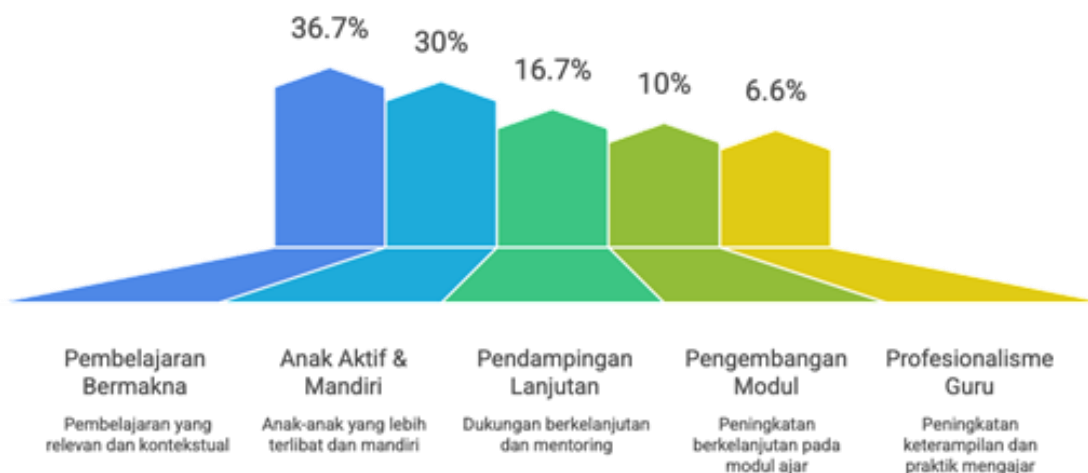 36.7%
30%
16.7%
10%
6.6%
Pembelajaran
Bermakna
Pembelajaran yang
relevan dan kontekstual
Anak Aktif &
Mandiri
Anak-anak yang lebih
terlibat dan mandiri
Pendampingan
Lanjutan
Dukungan berkelanjutan
dan mentoring
Pengembangan
Modul
Peningkatan
berkelanjutan pada
modul ajar
Profesionalisme
Guru
Peningkatan
keterampilan dan
praktik mengajar